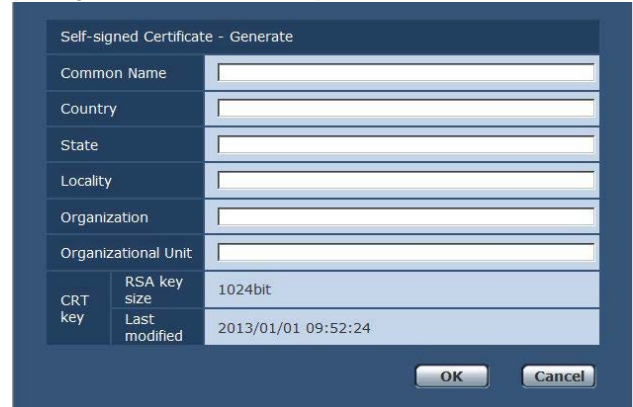 Self-signed Certificate - Generate
Common Name
Country
State
Locality
Organization
Organizational Unit
CRT key
RSA key size
1024bit
Last modified
2013/01/01 09:52:24
OK
Cancel